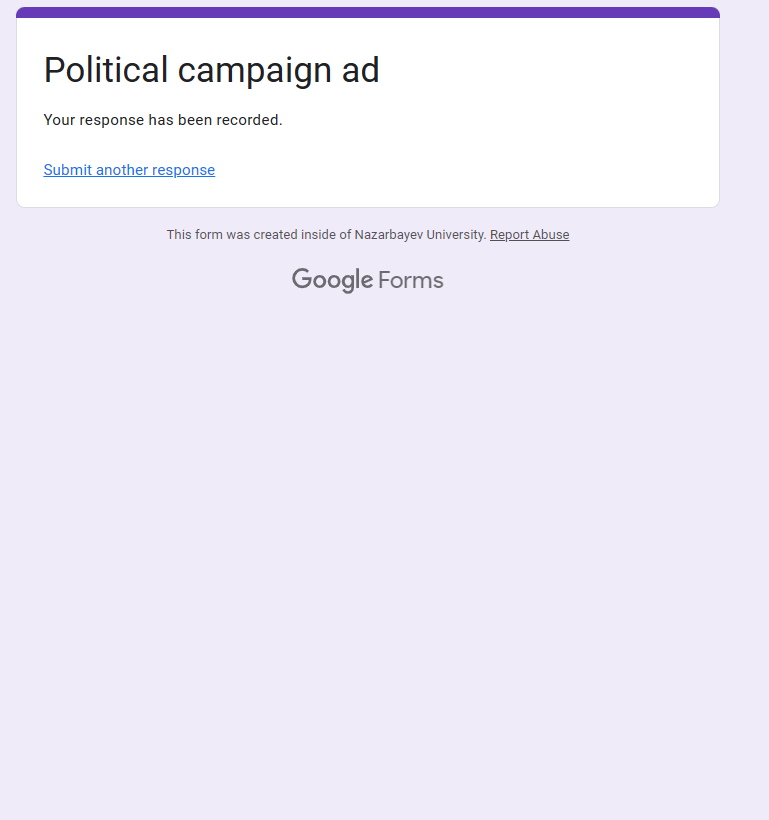 Political campaign ad
Your response has been recorded.
Submit another response
This form was created inside of Nazarbayev University. Report Abuse
Google Forms